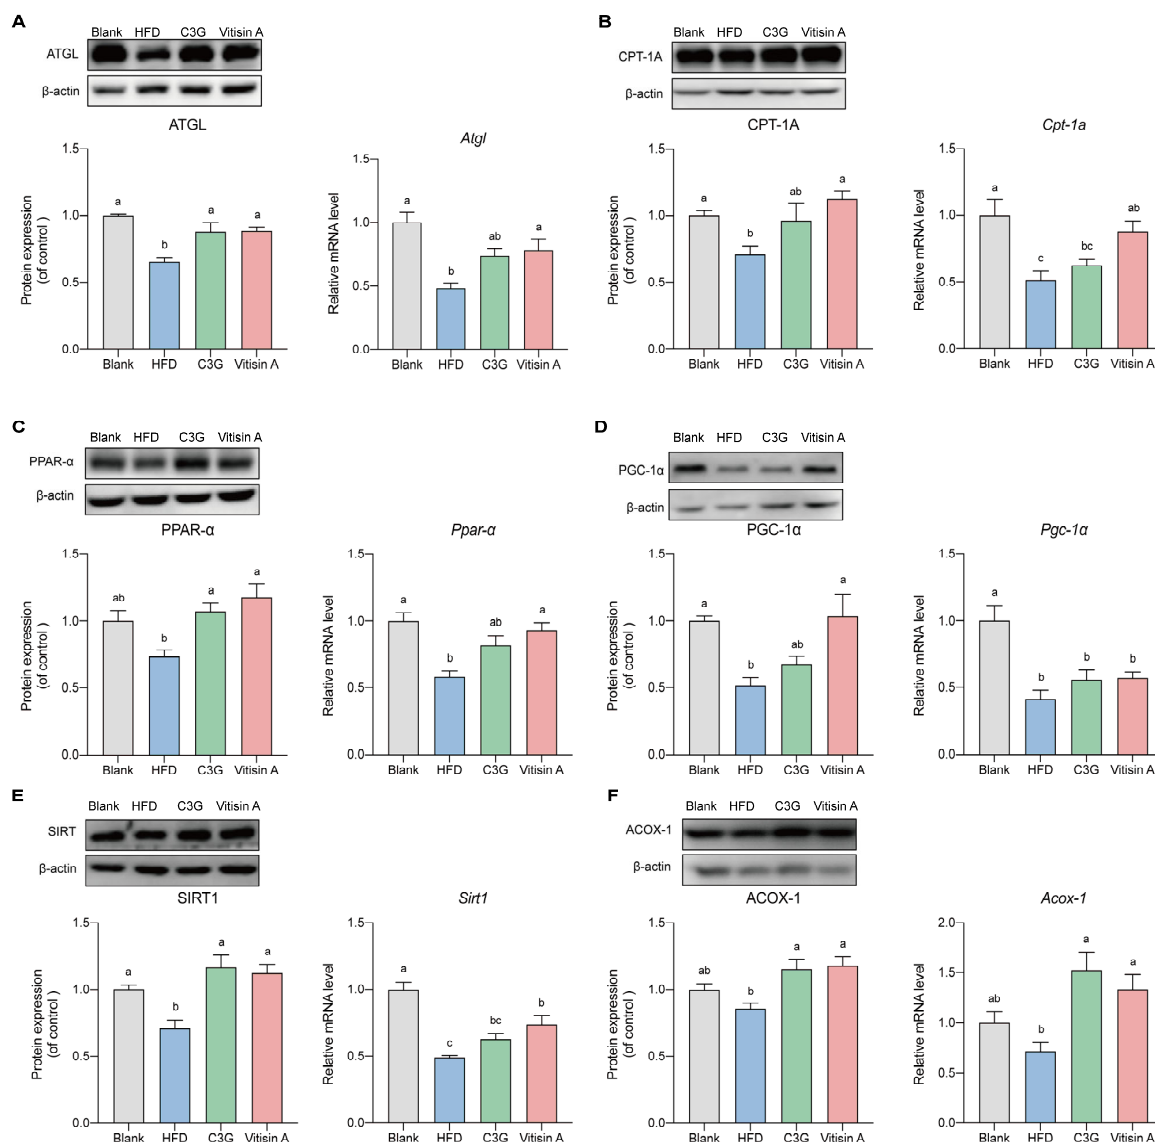 A
Blank HFD C3G Vitisin A
ATGL
β-actin
ATGL
Protein expression
(of control )
1.5
1.0
0.5
0.0
a
b
a
a
Blank HFD C3G Vitisin A
Atgl
Relative mRNA level
1.5
1.0
0.5
0.0
a
b
ab
a
Blank HFD C3G Vitisin A
B
Blank HFD C3G Vitisin A
CPT-1A
β-actin
CPT-1A
Protein expression
(of control )
1.5
1.0
0.5
0.0
a
b
ab
a
Blank HFD C3G Vitisin A
Cpt-1a
Relative mRNA level
1.5
1.0
0.5
0.0
a
c
bc
ab
Blank HFD C3G Vitisin A
C
Blank HFD C3G Vitisin A
PPAR-α
β-actin
PPAR-α
Protein expression
(of control )
1.5
1.0
0.5
0.0
ab
b
a
a
Blank HFD C3G Vitisin A
Ppar-α
Relative mRNA level
1.5
1.0
0.5
0.0
a
b
ab
a
Blank HFD C3G Vitisin A
D
Blank HFD C3G Vitisin A
PGC-1α
β-actin
PGC-1α
Protein expression
(of control )
1.5
1.0
0.5
0.0
a
b
ab
a
Blank HFD C3G Vitisin A
Pgc-1α
Relative mRNA level
1.5
1.0
0.5
0.0
a
b
b
b
Blank HFD C3G Vitisin A
E
Blank HFD C3G Vitisin A
SIRT
β-actin
SIRT1
Protein expression
(of control )
1.5
1.0
0.5
0.0
a
b
a
a
Blank HFD C3G Vitisin A
Sirt1
Relative mRNA level
1.5
1.0
0.5
0.0
a
c
bc
b
Blank HFD C3G Vitisin A
F
Blank HFD C3G Vitisin A
ACOX-1
β-actin
ACOX-1
Protein expression
(of control )
1.5
1.0
0.5
0.0
ab
b
a
a
Blank HFD C3G Vitisin A
Acox-1
Relative mRNA level
2.0
1.5
1.0
0.5
0.0
ab
b
a
a
Blank HFD C3G Vitisin A